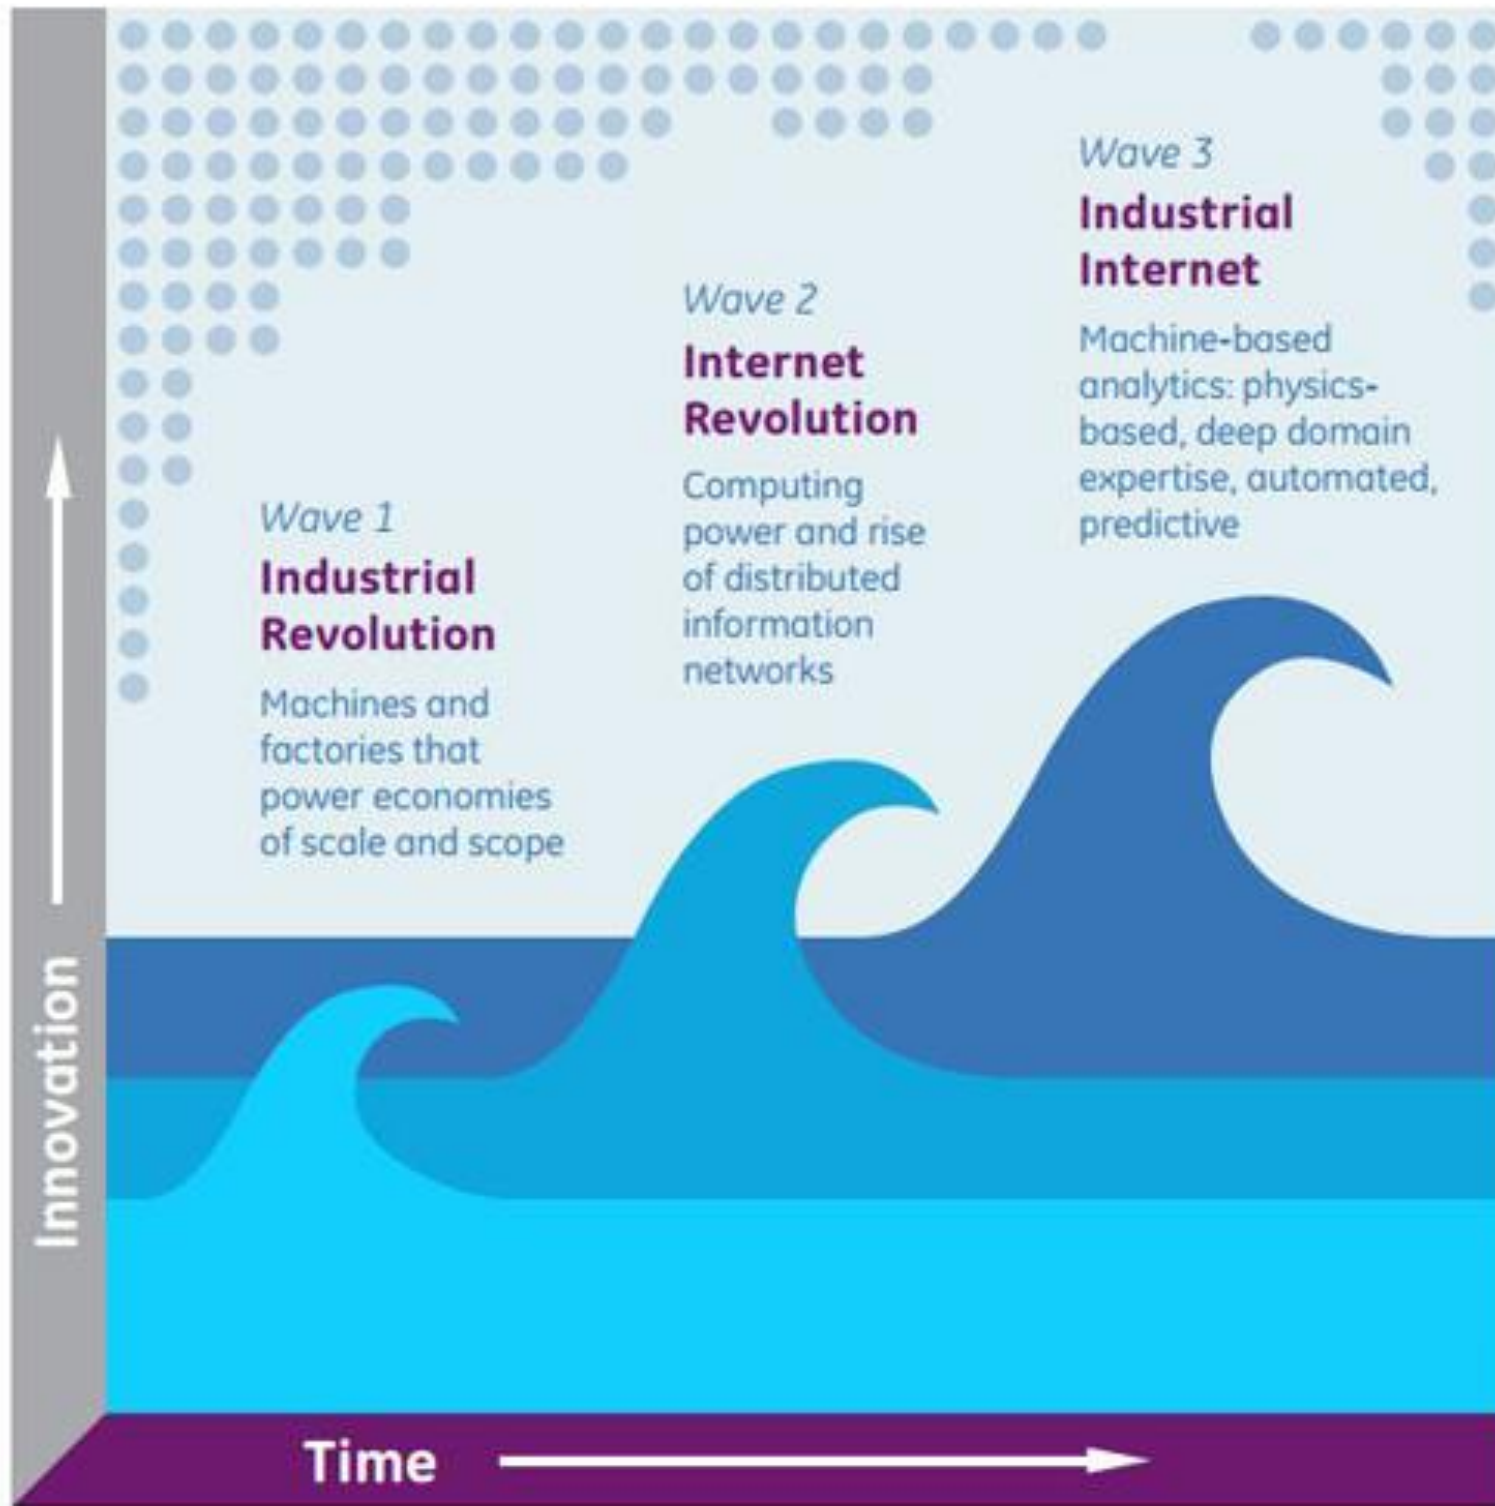 Wave 1
Industrial
Revolution
Machines and
factories that
power economies
of scale and scope
Wave 2
Internet
Revolution
Computing
power and rise
of distributed
information
networks
Wave 3
Industrial
Internet
Machine-based
analytics: physics-
based, deep domain
expertise, automated,
predictive
Innovation
Time